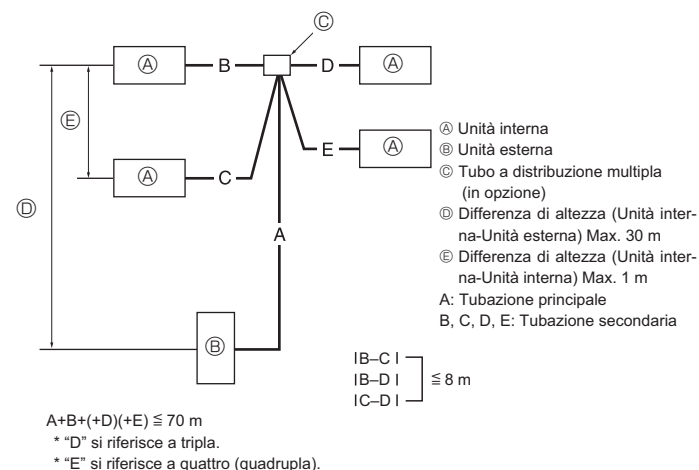 Ⓒ
Ⓐ B D Ⓐ
Ⓔ
Ⓐ C E Ⓐ
Ⓓ
A
Ⓑ
Ⓐ Unità interna
Ⓑ Unità esterna
Ⓒ Tubo a distribuzione multipla
(in opzione)
Ⓓ Differenza di altezza (Unità inter-
na-Unità esterna) Max. 30 m
Ⓔ Differenza di altezza (Unità inter-
na-Unità interna) Max. 1 m
A: Tubazione principale
B, C, D, E: Tubazione secondaria
IB–C I
IB–D I ≦ 8 m
IC–D I
A+B+(+D)(+E) ≦ 70 m
* “D” si riferisce a tripla.
* “E” si riferisce a quattro (quadrupla).